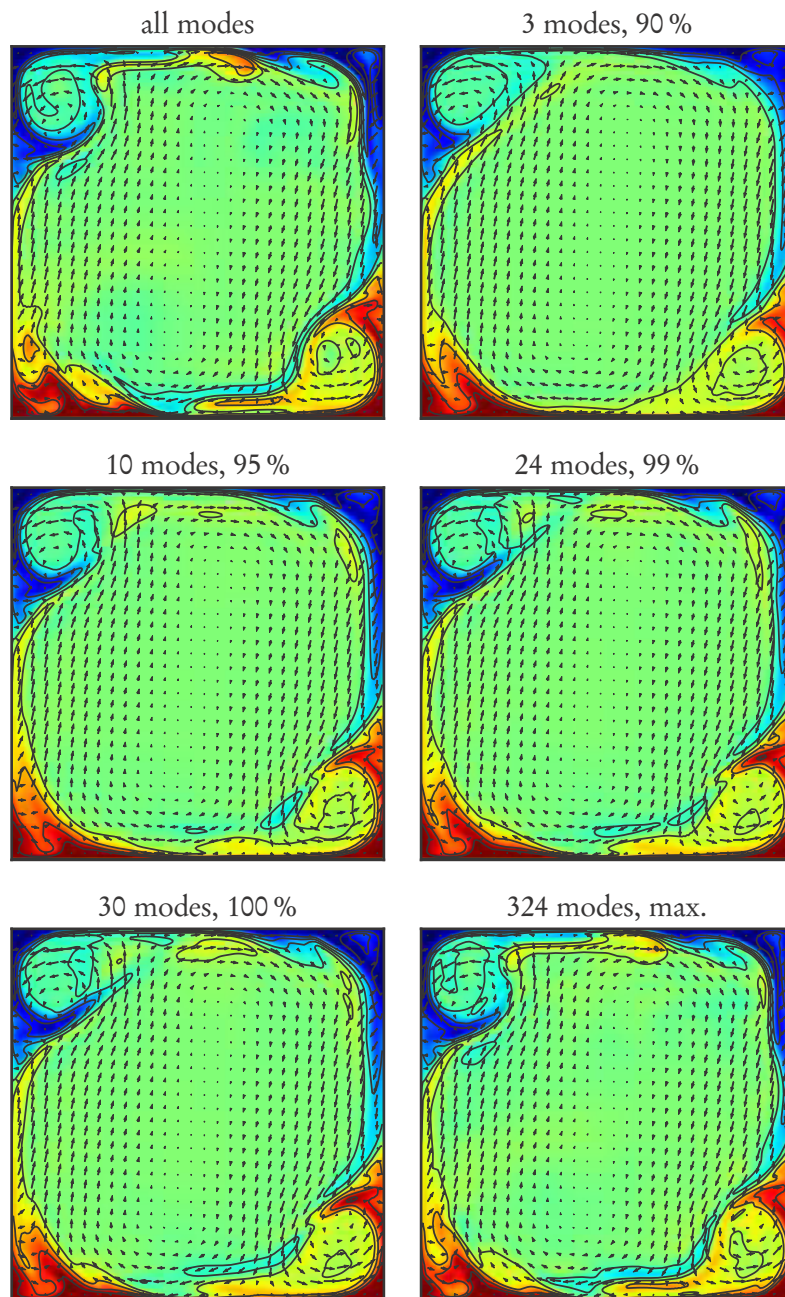 all modes
3 modes, 90 %
10 modes, 95 %
24 modes, 99 %
30 modes, 100 %
324 modes, max.